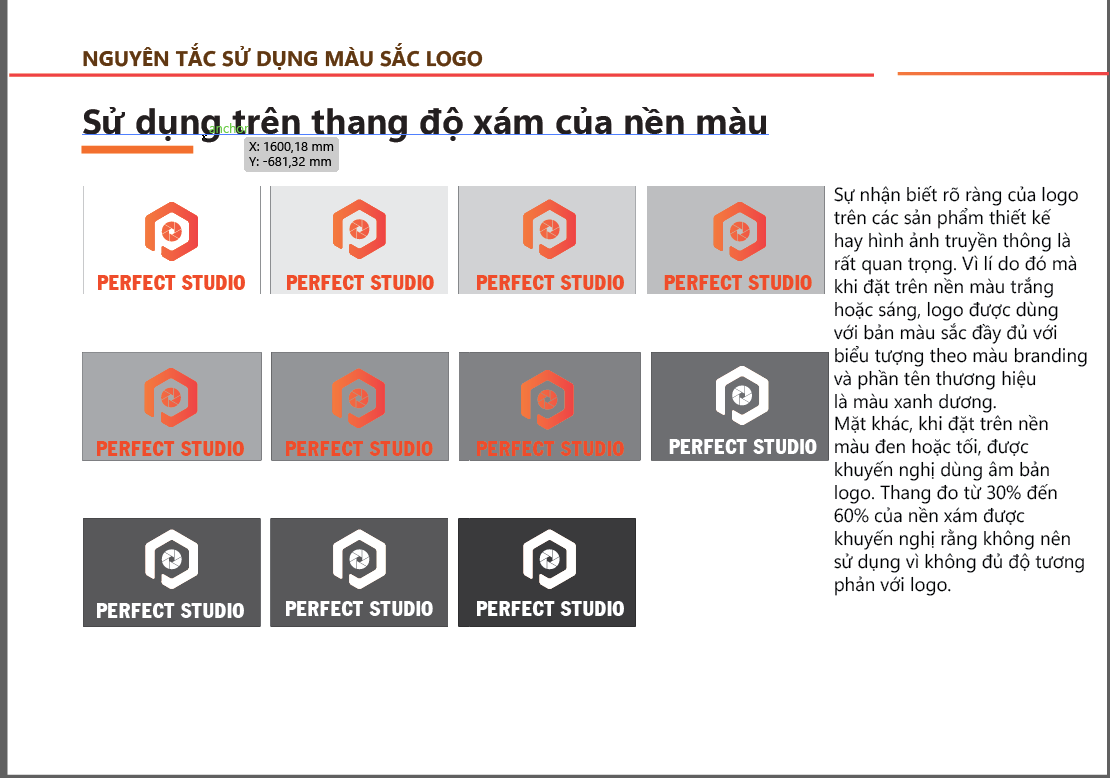 NGUYÊN TẮC SỬ DỤNG MÀU SẮC LOGO
Sử dụng trên thang độ xám của nền màu
anchor
X: 1600,18 mm
Y: -681,32 mm
PERFECT STUDIO
PERFECT STUDIO
PERFECT STUDIO
PERFECT STUDIO
PERFECT STUDIO
PERFECT STUDIO
PERFECT STUDIO
PERFECT STUDIO
PERFECT STUDIO
PERFECT STUDIO
PERFECT STUDIO
Sự nhận biết rõ ràng của logo
trên các sản phẩm thiết kế
hay hình ảnh truyền thông là
rất quan trọng. Vì lí do đó mà
khi đặt trên nền màu trắng
hoặc sáng, logo được dùng
với bản màu sắc đầy đủ với
biểu tượng theo màu branding
và phần tên thương hiệu
là màu xanh dương.
Mặt khác, khi đặt trên nền
màu đen hoặc tối, được
khuyến nghị dùng âm bản
logo. Thang đo từ 30% đến
60% của nền xám được
khuyến nghị rằng không nên
sử dụng vì không đủ độ tương
phản với logo.